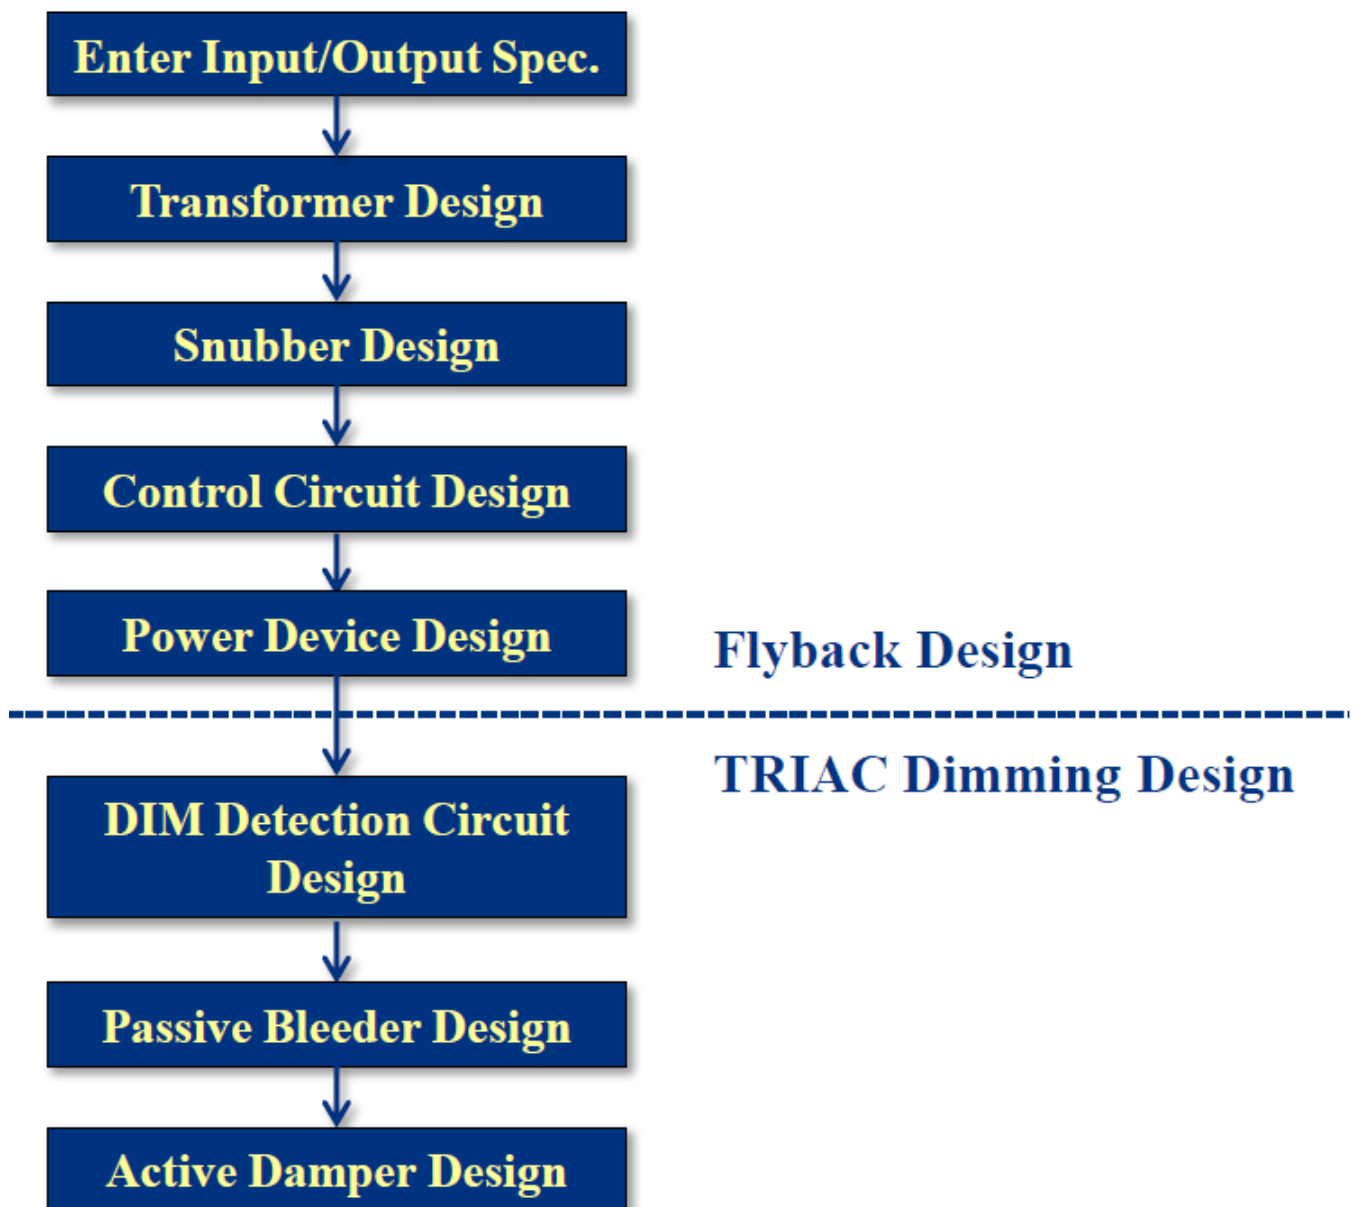 Enter Input/Output Spec.
Transformer Design
Snubber Design
Control Circuit Design
Power Device Design
Flyback Design
TRIAC Dimming Design
DIM Detection Circuit
Design
Passive Bleeder Design
Active Damper Design